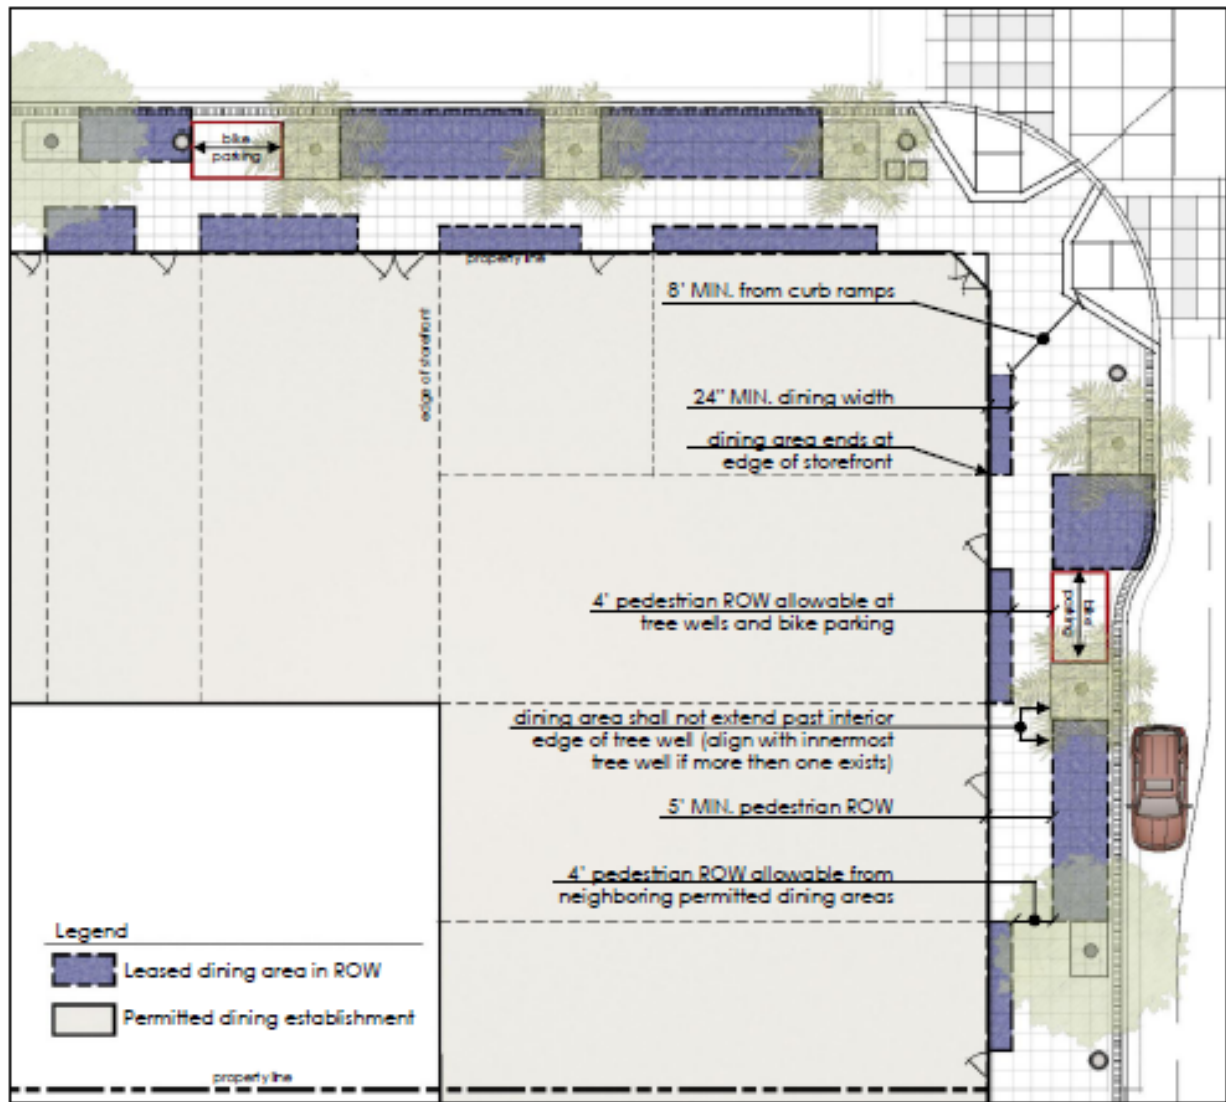 bike
parking
property line
edge of storefront
8' MIN. from curb ramps
24" MIN. dining width
dining area ends at
edge of storefront
4' pedestrian ROW allowable at
tree wells and bike parking
bike
parking
dining area shall not extend past interior
edge of tree well (align with innermost
tree well if more then one exists)
5' MIN. pedestrian ROW
4' pedestrian ROW allowable from
neighboring permitted dining areas
Legend
Leased dining area in ROW
Permitted dining establishment
property line